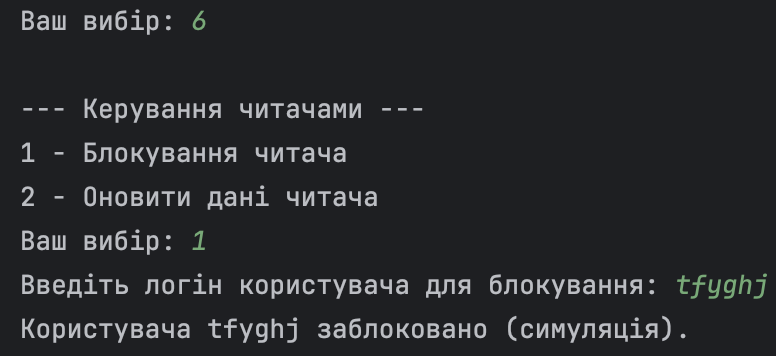 Ваш вибір: 6
--- Керування читачами ---
1 - Блокування читача
2 - Оновити дані читача
Ваш вибір: 1
Введіть логін користувача для блокування: tfyghj
Користувача tfyghj заблоковано (симуляція).